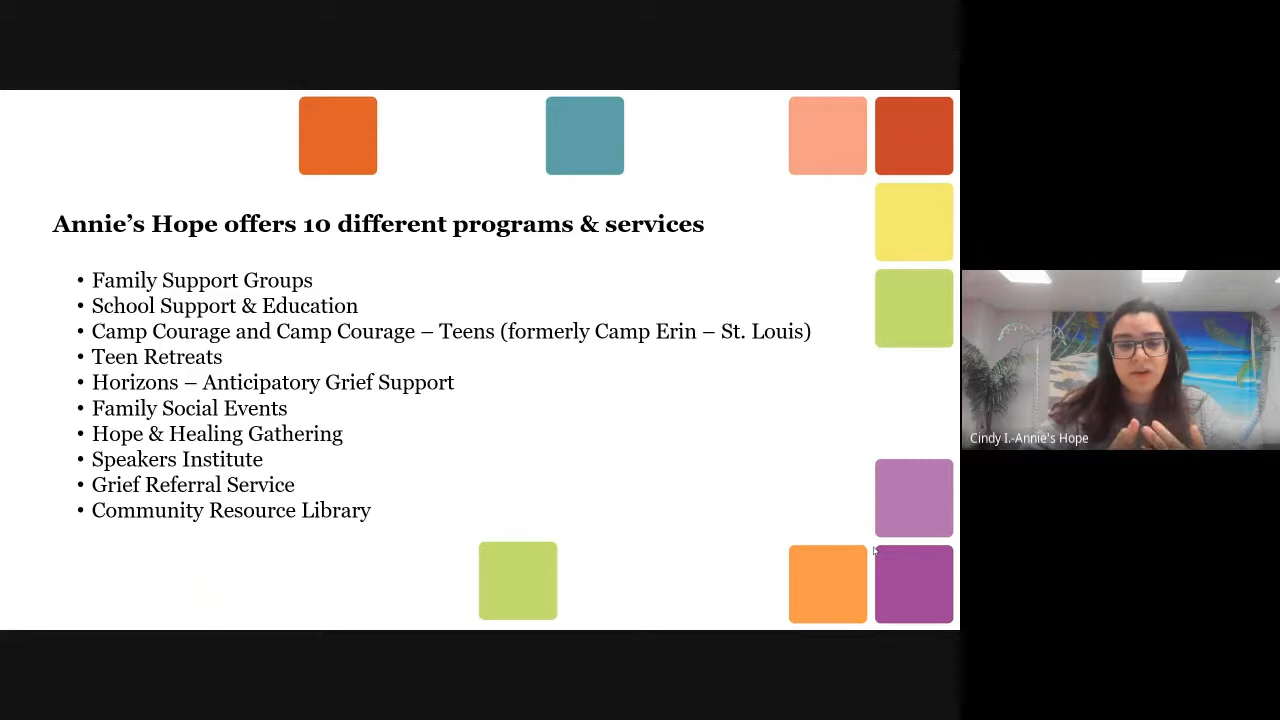 Annie’s Hope offers 10 different programs & services
• Family Support Groups
• School Support & Education
• Camp Courage and Camp Courage – Teens (formerly Camp Erin – St. Louis)
• Teen Retreats
• Horizons – Anticipatory Grief Support
• Family Social Events
• Hope & Healing Gathering
• Speakers Institute
• Grief Referral Service
• Community Resource Library
Cindy I.-Annie's Hope